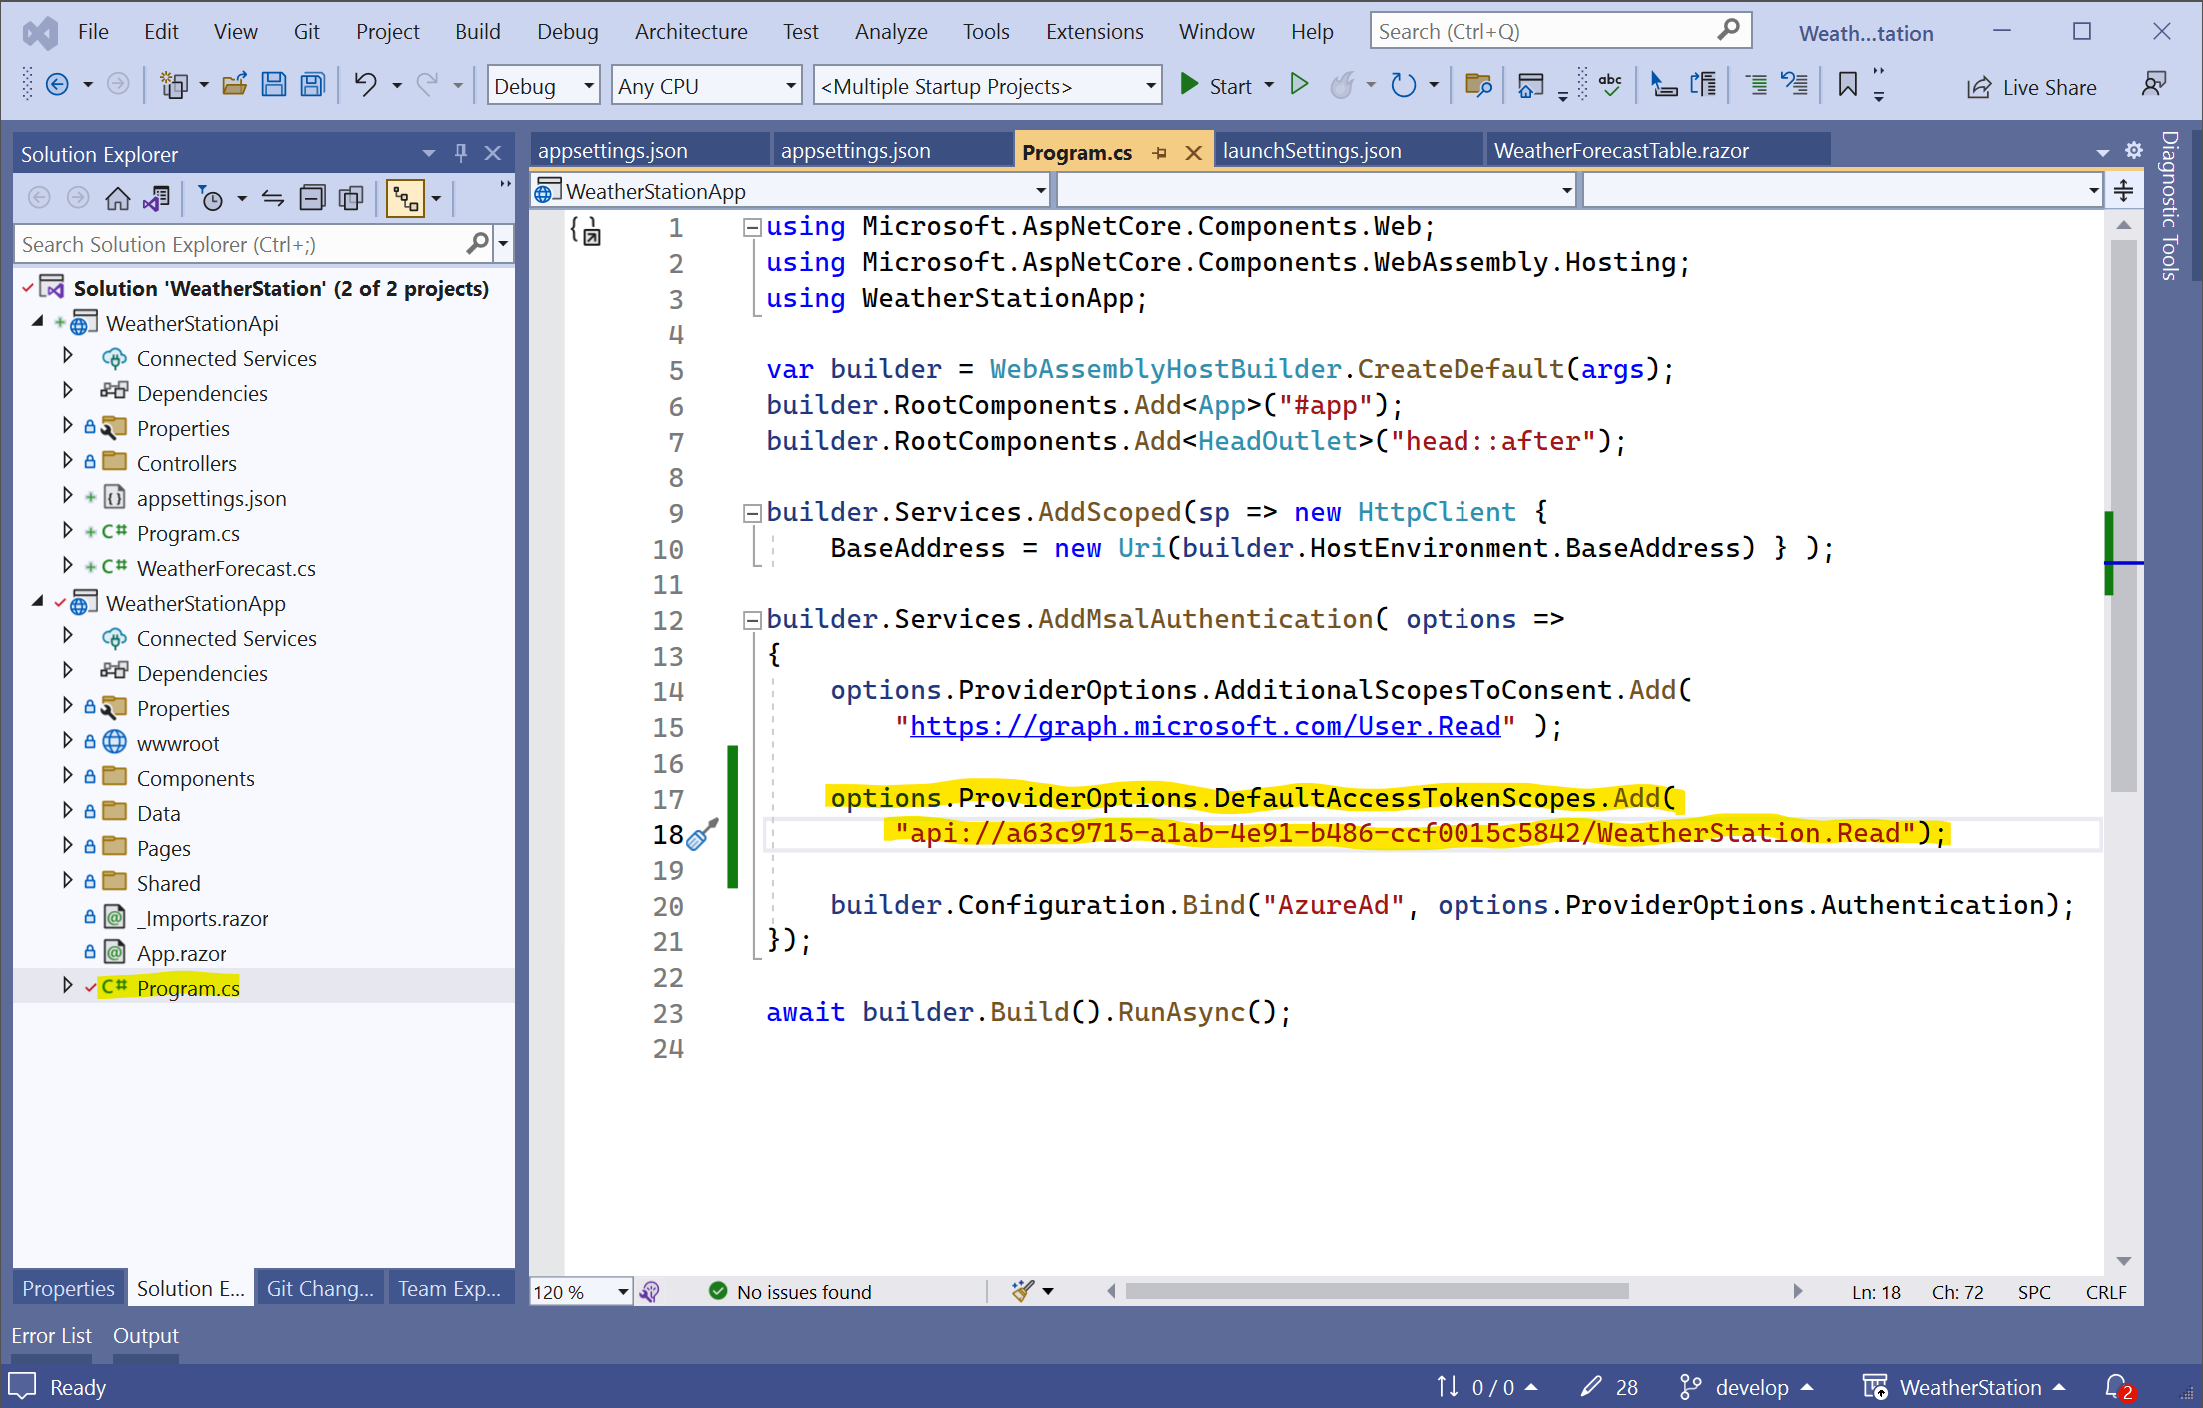 File Edit View Git Project Build Debug Architecture Test Analyze Tools Extensions Window Help Search (Ctrl+Q) Weath...tation
Debug Any CPU <Multiple Startup Projects> Start Live Share
Solution Explorer
Search Solution Explorer (Ctrl+;)
Solution 'WeatherStation' (2 of 2 projects)
WeatherStationApi
Connected Services
Dependencies
Properties
Controllers
appsettings.json
C# Program.cs
C# WeatherForecast.cs
WeatherStationApp
Connected Services
Dependencies
Properties
wwwroot
Components
Data
Pages
Shared
_Imports.razor
App.razor
C# Program.cs
Properties Solution E... Git Chang... Team Exp...
appsettings.json appsettings.json Program.cs launchSettings.json WeatherForecastTable.razor
WeatherStationApp
1 using Microsoft.AspNetCore.Components.Web;
2 using Microsoft.AspNetCore.Components.WebAssembly.Hosting;
3 using WeatherStationApp;
4
5 var builder = WebAssemblyHostBuilder.CreateDefault(args);
6 builder.RootComponents.Add<App>("#app");
7 builder.RootComponents.Add<HeadOutlet>("head::after");
8
9 builder.Services.AddScoped(sp => new HttpClient {
10 BaseAddress = new Uri(builder.HostEnvironment.BaseAddress) } );
11
12 builder.Services.AddMsalAuthentication( options =>
13 {
14 options.ProviderOptions.AdditionalScopesToConsent.Add(
15 "https://graph.microsoft.com/User.Read" );
16
17 options.ProviderOptions.DefaultAccessTokenScopes.Add(
18 "api://a63c9715-a1ab-4e91-b486-ccf0015c5842/WeatherStation.Read");
19
20 builder.Configuration.Bind("AzureAd", options.ProviderOptions.Authentication);
21 });
22
23 await builder.Build().RunAsync();
24
120 % No issues found Ln: 18 Ch: 72 SPC CRLF
Diagnostic Tools
Error List Output
Ready 0 / 0 28 develop WeatherStation 2